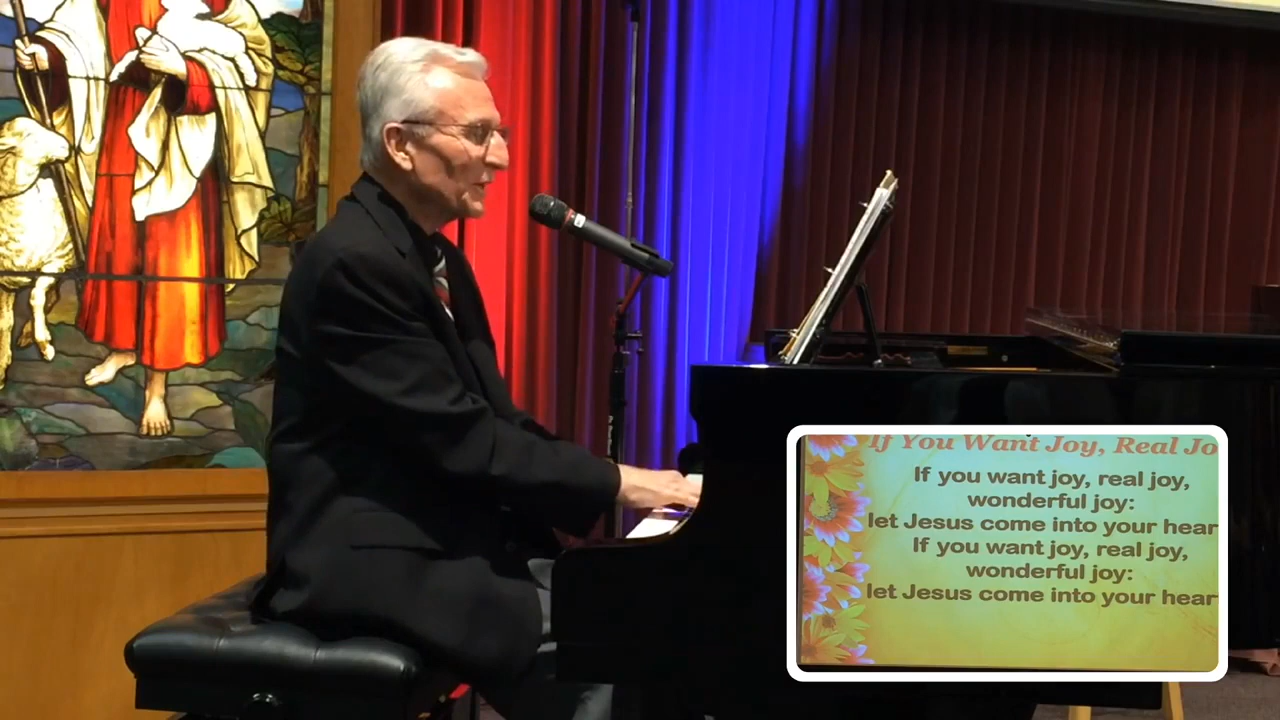 If You Want Joy, Real Jo
If you want joy, real joy,
wonderful joy:
let Jesus come into your hear
If you want joy, real joy,
wonderful joy:
let Jesus come into your hear